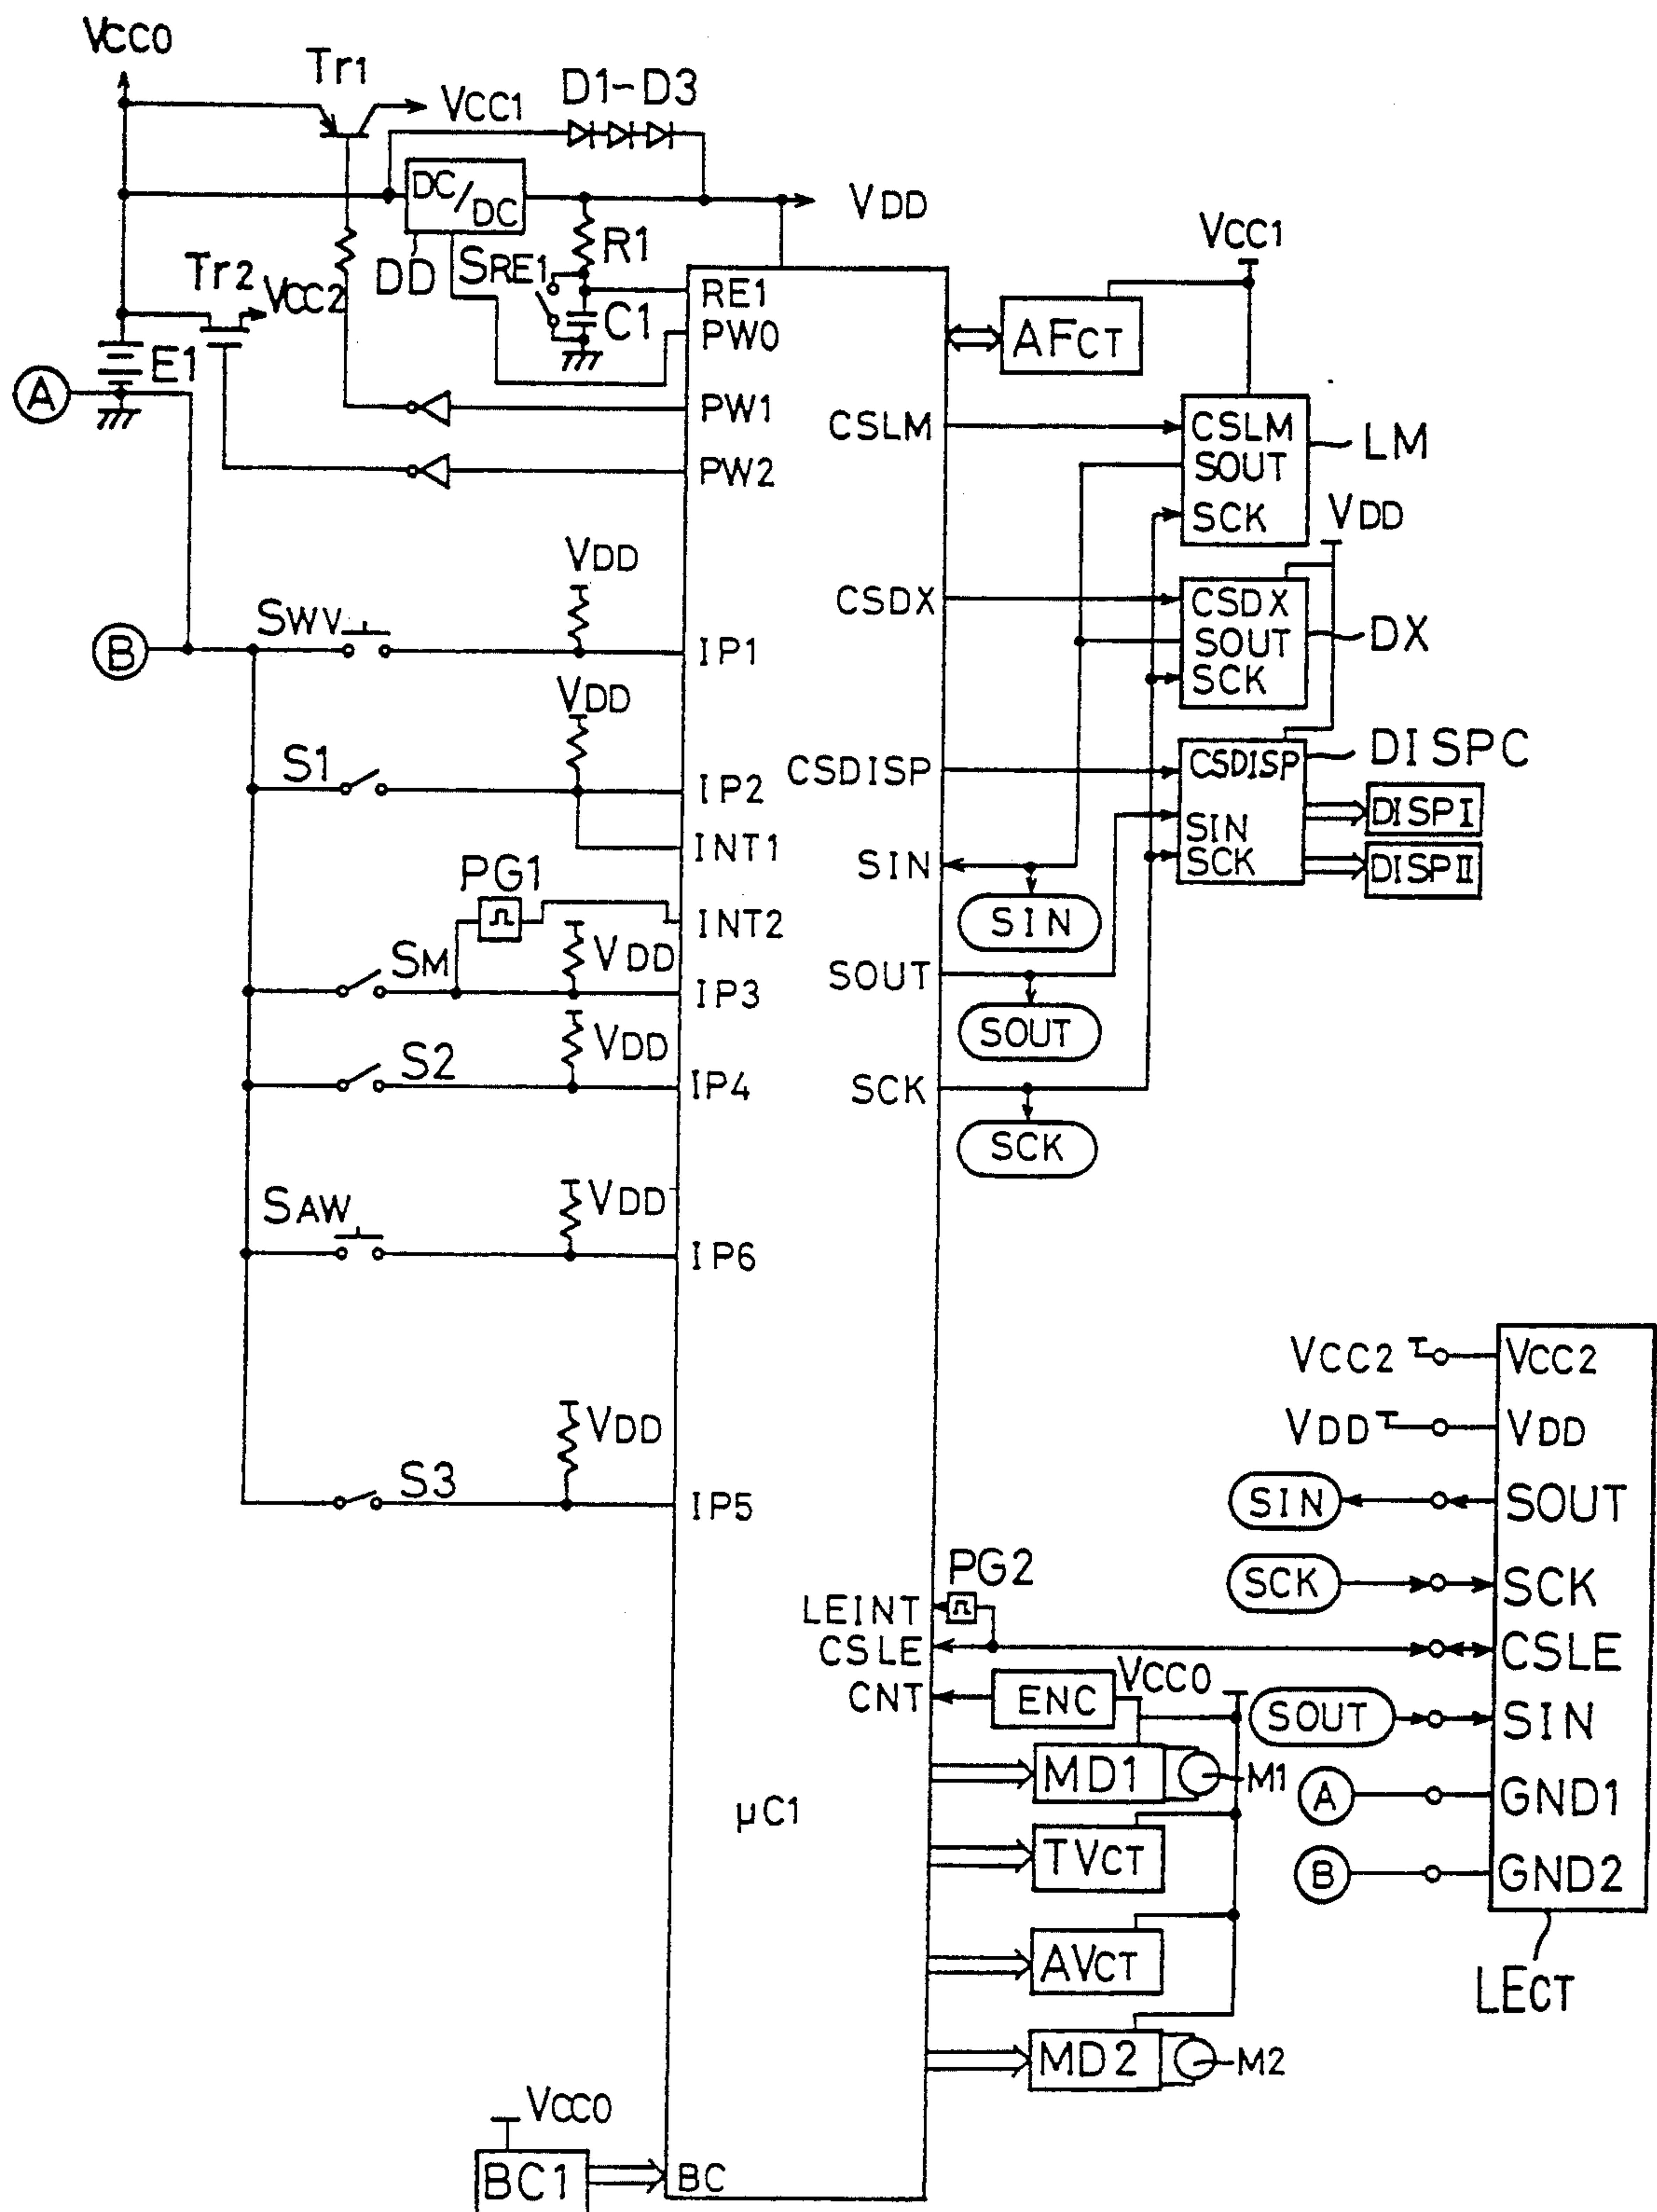 VCC0
Tr1
VCC1
D1-D3
DC/DC
VDD
DD
SRE1
R1
C1
Tr2
VCC2
E1
A
RE1
PW0
PW1
PW2
VCC1
AFCT
CSLM
CSLM
SOUT
SCK
LM
VDD
B
SWV
VDD
IP1
CSDX
CSDX
SOUT
SCK
DX
S1
VDD
IP2
INT1
CSDISP
CSDISP
SIN
SCK
DISPC
DISPI
DISPII
PG1
INT2
SM
VDD
IP3
SIN
SIN
SOUT
SOUT
S2
VDD
IP4
SCK
SCK
SAW
VDD
IP6
S3
VDD
IP5
VCC2
VCC2
VDD
VDD
SIN
SOUT
SCK
SCK
CSLE
SOUT
SIN
A
GND1
B
GND2
LECT
PG2
LEINT
CSLE
CNT
ENC
VCC0
MD1
M1
µC1
TVCT
AVCT
MD2
M2
VCC0
BC1
BC